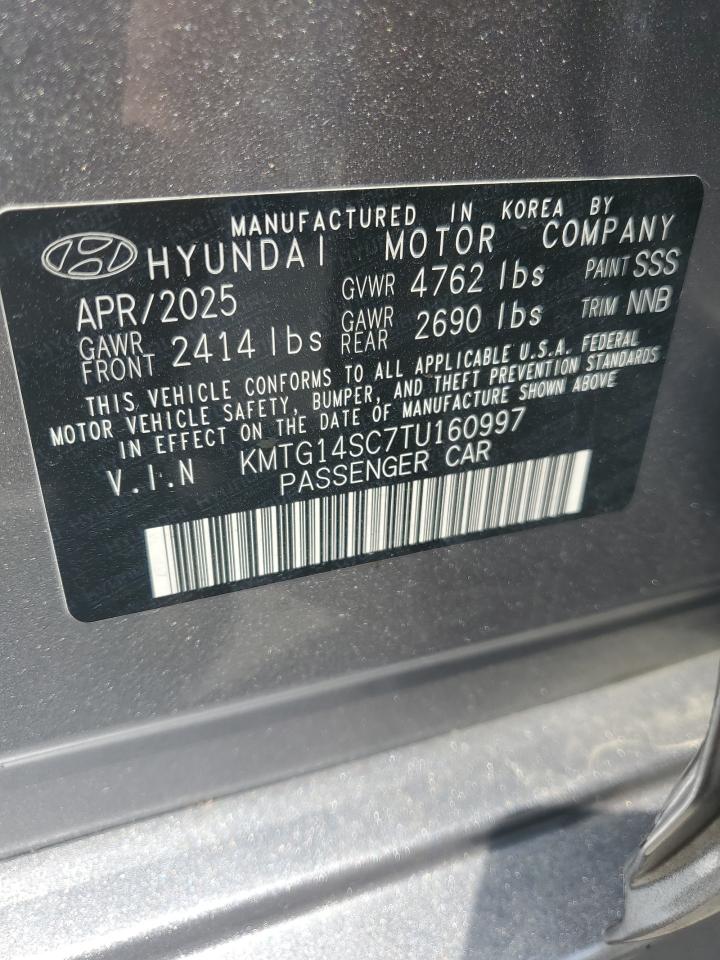 MANUFACTURED IN KOREA BY
HYUNDAI MOTOR COMPANY
APR/2025 GVWR 4762 lbs PAINT SSS
GAWR FRONT 2414 lbs GAWR REAR 2690 lbs TRIM NNB
THIS VEHICLE CONFORMS TO ALL APPLICABLE U.S.A. FEDERAL
MOTOR VEHICLE SAFETY, BUMPER, AND THEFT PREVENTION STANDARDS
IN EFFECT ON THE DATE OF MANUFACTURE SHOWN ABOVE
V.I.N KMTG14SC7TU160997
PASSENGER CAR